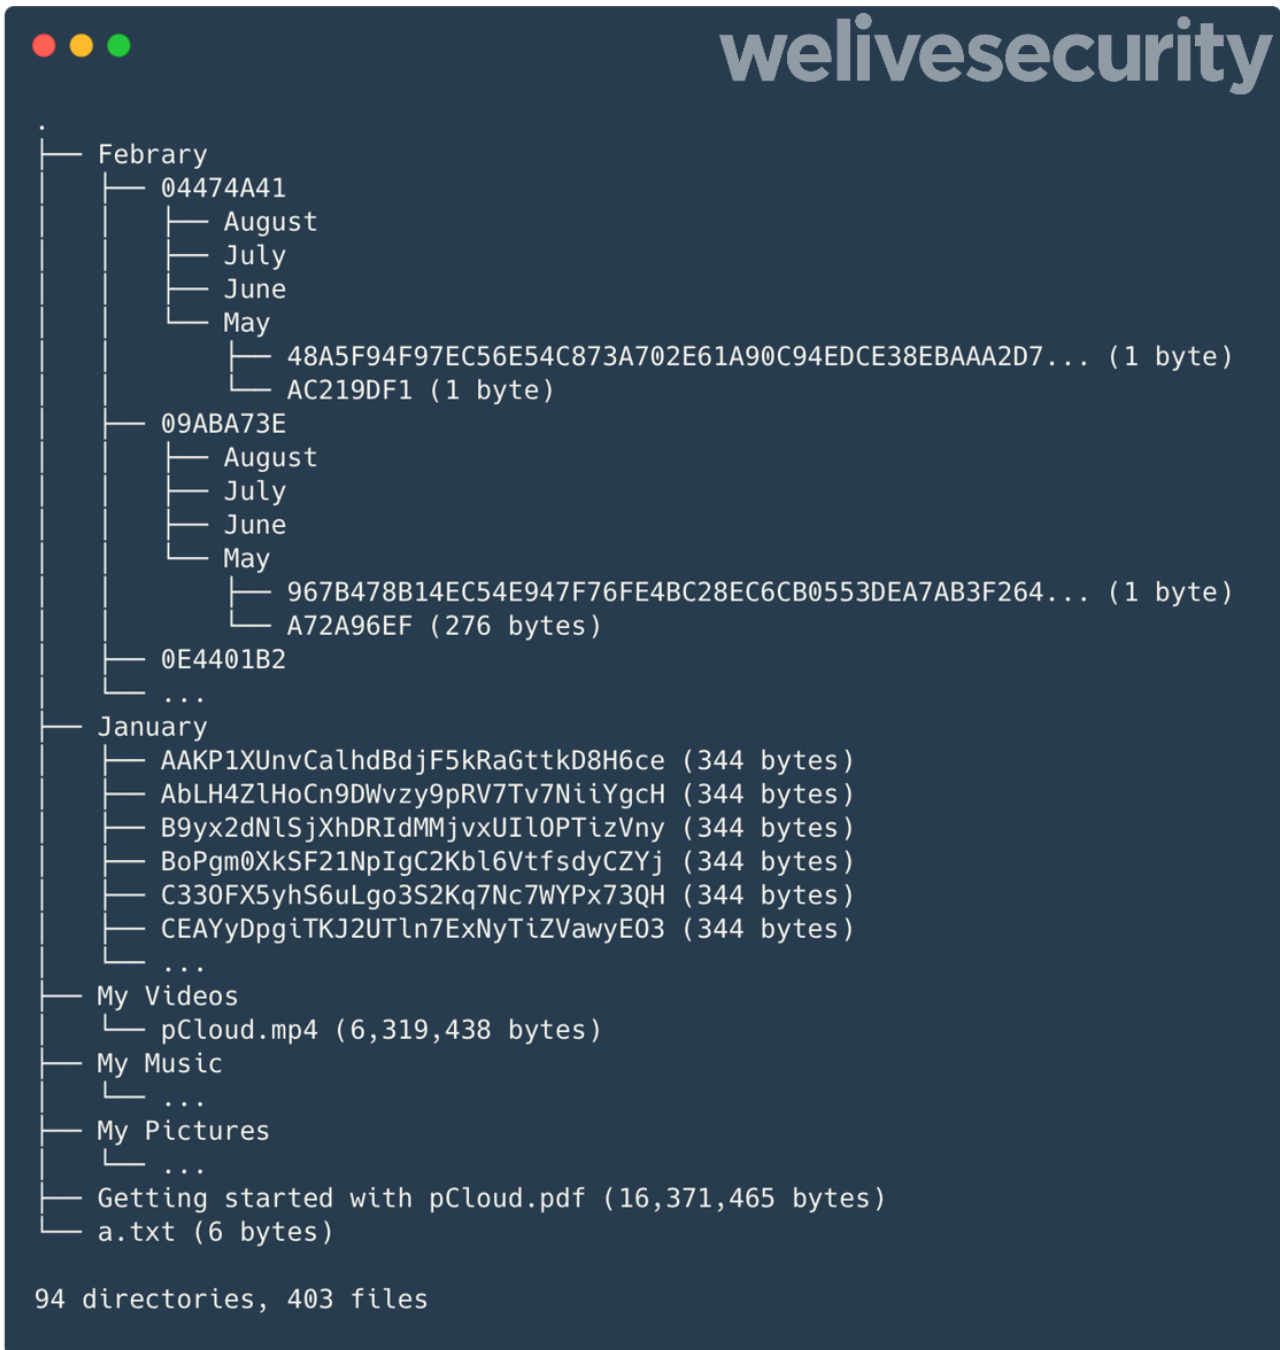 welivesecurity
.
├── Febrary
│   ├── 04474A41
│   │   ├── August
│   │   ├── July
│   │   ├── June
│   │   └── May
│   │       ├── 48A5F94F97EC56E54C873A702E61A90C94EDCE38EBAAA2D7... (1 byte)
│   │       └── AC219DF1 (1 byte)
│   ├── 09ABA73E
│   │   ├── August
│   │   ├── July
│   │   ├── June
│   │   └── May
│   │       ├── 967B478B14EC54E947F76FE4BC28EC6CB0553DEA7AB3F264... (1 byte)
│   │       └── A72A96EF (276 bytes)
│   ├── 0E4401B2
│   └── ...
├── January
│   ├── AAKP1XUnvCalhdBdjF5kRaGttkD8H6ce (344 bytes)
│   ├── AbLH4ZlHoCn9DWvzy9pRV7Tv7NiiYgcH (344 bytes)
│   ├── B9yx2dNlSjXhDRIdMMjvxUIlOPTizVny (344 bytes)
│   ├── BoPgm0XkSF21NpIgC2Kbl6VtfsdyCZYj (344 bytes)
│   ├── C33OFX5yhS6uLgo3S2Kq7Nc7WYPx73QH (344 bytes)
│   ├── CEAYyDpgiTKJ2UTln7ExNyTiZVawyEO3 (344 bytes)
│   └── ...
├── My Videos
│   └── pCloud.mp4 (6,319,438 bytes)
├── My Music
│   └── ...
├── My Pictures
│   └── ...
├── Getting started with pCloud.pdf (16,371,465 bytes)
└── a.txt (6 bytes)
94 directories, 403 files